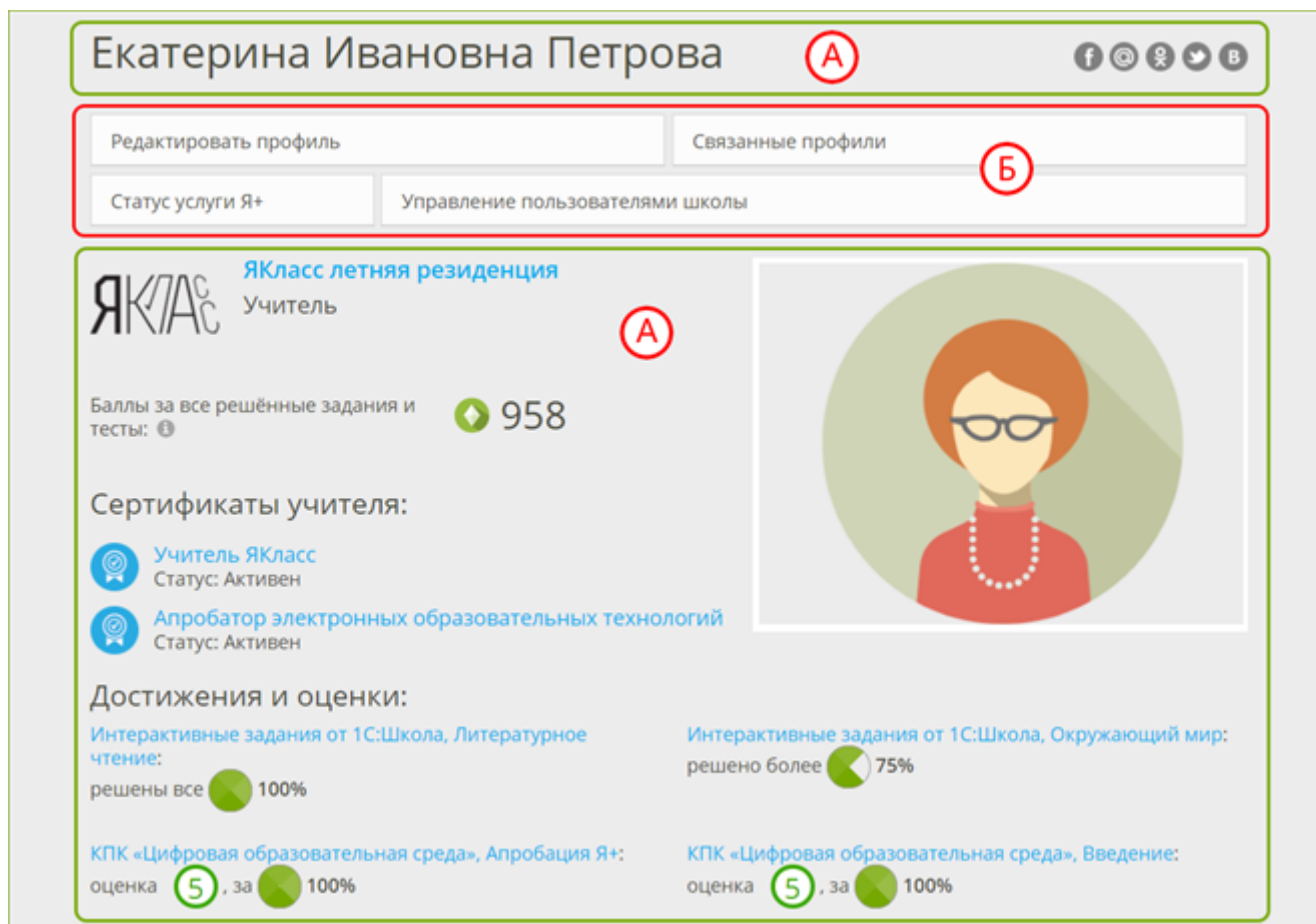 Екатерина Ивановна Петрова А
Редактировать профиль Связанные профили
Б
Статус услуги Я+ Управление пользователями школы
ЯКЛАСС
ЯКласс летняя резиденция
Учитель
А
Баллы за все решённые задания и
тесты: 958
Сертификаты учителя:
Учитель ЯКласс
Статус: Активен
Апробатор электронных образовательных технологий
Статус: Активен
Достижения и оценки:
Интерактивные задания от 1С:Школа, Литературное
чтение:
решены все 100%
Интерактивные задания от 1С:Школа, Окружающий мир:
решено более 75%
КПК «Цифровая образовательная среда», Апробация Я+:
оценка 5 , за 100%
КПК «Цифровая образовательная среда», Введение:
оценка 5 , за 100%